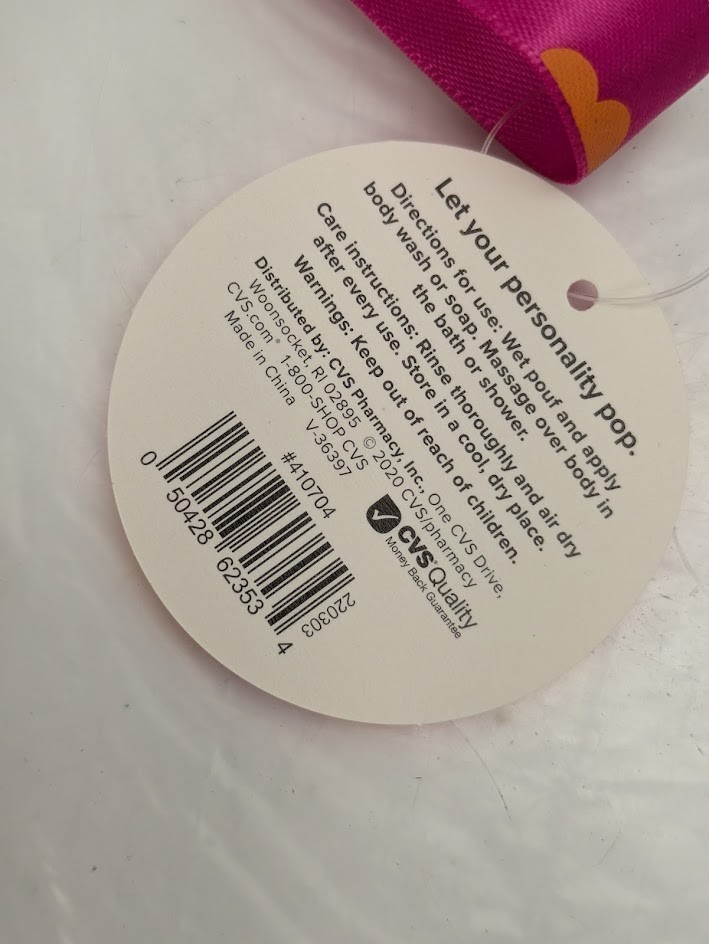 Let your personality pop.
Directions for use: Wet pouf and apply
body wash or soap. Massage over body in
the bath or shower.
Care instructions: Rinse thoroughly and air dry
after every use. Store in a cool, dry place.
Warnings: Keep out of reach of children.
Distributed by: CVS Pharmacy, Inc., One CVS Drive,
Woonsocket, RI 02895 © 2020 CVS/pharmacy
CVS.com® 1-800-SHOP CVS
Made in China V-36397
CVS® Quality
Money Back Guarantee
#410704
0 50428 62353 4
220303